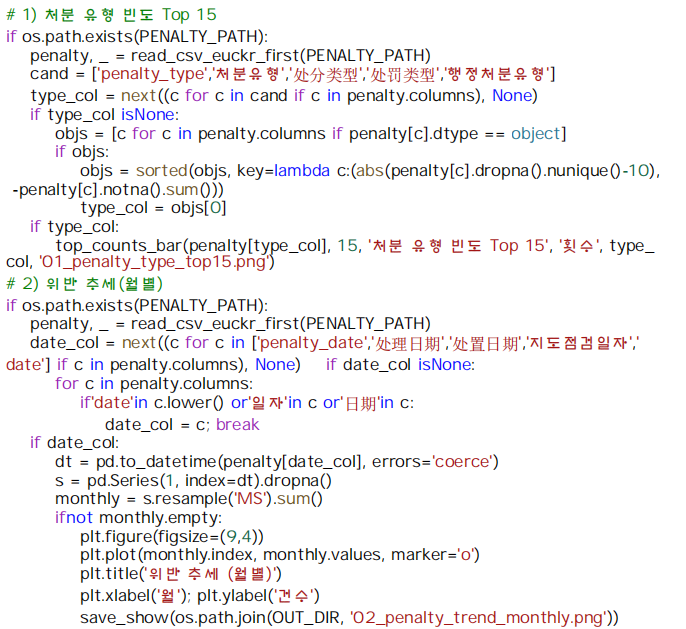 # 1) 처분 유형 빈도 Top 15
if os.path.exists(PENALTY_PATH):
penalty, _ = read_csv_euckr_first(PENALTY_PATH)
cand = ['penalty_type','처분유형','处分类型','处罚类型','행정처분유형']
type_col = next((c for c in cand if c in penalty.columns), None)
if type_col isNone:
objs = [c for c in penalty.columns if penalty[c].dtype == object]
if objs:
objs = sorted(objs, key=lambda c:(abs(penalty[c].dropna().nunique()-10),
-penalty[c].notna().sum()))
type_col = objs[0]
if type_col:
top_counts_bar(penalty[type_col], 15, '처분 유형 빈도 Top 15', '횟수', type_
col, '01_penalty_type_top15.png')
# 2) 위반 추세(월별)
if os.path.exists(PENALTY_PATH):
penalty, _ = read_csv_euckr_first(PENALTY_PATH)
date_col = next((c for c in ['penalty_date','处理日期','处置日期','지도점검일자','
date'] if c in penalty.columns), None) if date_col isNone:
for c in penalty.columns:
if'date'in c.lower() or'일자'in c or'日期'in c:
date_col = c; break
if date_col:
dt = pd.to_datetime(penalty[date_col], errors='coerce')
s = pd.Series(1, index=dt).dropna()
monthly = s.resample('MS').sum()
ifnot monthly.empty:
plt.figure(figsize=(9,4))
plt.plot(monthly.index, monthly.values, marker='o')
plt.title('위반 추세 (월별)')
plt.xlabel('월'); plt.ylabel('건수')
save_show(os.path.join(OUT_DIR, '02_penalty_trend_monthly.png'))